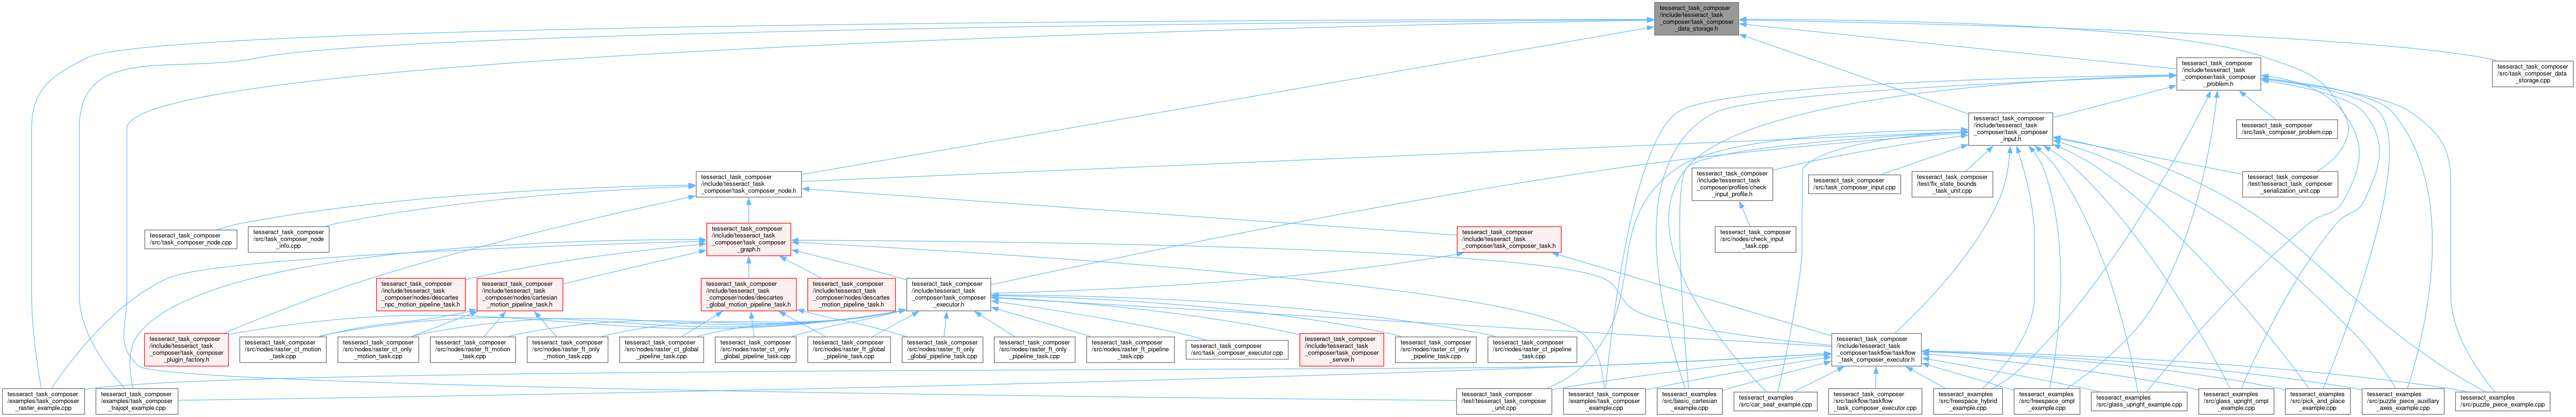 tesseract_task_composer
/include/tesseract_task
_composer/task_composer
_data_storage.h
tesseract_task_composer
/include/tesseract_task
_composer/task_composer
_problem.h
tesseract_task_composer
/src/task_composer_data
_storage.cpp
tesseract_task_composer
/include/tesseract_task
_composer/task_composer
_input.h
tesseract_task_composer
/src/task_composer_problem.cpp
tesseract_task_composer
/include/tesseract_task
_composer/task_composer_node.h
tesseract_task_composer
/include/tesseract_task
_composer/profiles/check
_input_profile.h
tesseract_task_composer
/src/task_composer_input.cpp
tesseract_task_composer
/test/fix_state_bounds
_task_unit.cpp
tesseract_task_composer
/test/tesseract_task_composer
_serialization_unit.cpp
tesseract_task_composer
/src/task_composer_node.cpp
tesseract_task_composer
/src/task_composer_node
_info.cpp
tesseract_task_composer
/include/tesseract_task
_composer/task_composer
_graph.h
tesseract_task_composer
/include/tesseract_task
_composer/task_composer_task.h
tesseract_task_composer
/src/nodes/check_input
_task.cpp
tesseract_task_composer
/include/tesseract_task
_composer/nodes/descartes
_npc_motion_pipeline_task.h
tesseract_task_composer
/include/tesseract_task
_composer/nodes/cartesian
_motion_pipeline_task.h
tesseract_task_composer
/include/tesseract_task
_composer/nodes/descartes
_global_motion_pipeline_task.h
tesseract_task_composer
/include/tesseract_task
_composer/nodes/descartes
_motion_pipeline_task.h
tesseract_task_composer
/include/tesseract_task
_composer/task_composer
_executor.h
tesseract_task_composer
/include/tesseract_task
_composer/task_composer
_plugin_factory.h
tesseract_task_composer
/src/nodes/raster_ct_motion
_task.cpp
tesseract_task_composer
/src/nodes/raster_ct_only
_motion_task.cpp
tesseract_task_composer
/src/nodes/raster_ft_motion
_task.cpp
tesseract_task_composer
/src/nodes/raster_ft_only
_motion_task.cpp
tesseract_task_composer
/src/nodes/raster_ct_global
_pipeline_task.cpp
tesseract_task_composer
/src/nodes/raster_ct_only
_global_pipeline_task.cpp
tesseract_task_composer
/src/nodes/raster_ft_global
_pipeline_task.cpp
tesseract_task_composer
/src/nodes/raster_ft_only
_global_pipeline_task.cpp
tesseract_task_composer
/src/nodes/raster_ft_only
_pipeline_task.cpp
tesseract_task_composer
/src/nodes/raster_ft_pipeline
_task.cpp
tesseract_task_composer
/src/task_composer_executor.cpp
tesseract_task_composer
/include/tesseract_task
_composer/task_composer
_server.h
tesseract_task_composer
/src/nodes/raster_ct_only
_pipeline_task.cpp
tesseract_task_composer
/src/nodes/raster_ct_pipeline
_task.cpp
tesseract_task_composer
/include/tesseract_task
_composer/taskflow/taskflow
_task_composer_executor.h
tesseract_task_composer
/examples/task_composer
_raster_example.cpp
tesseract_task_composer
/examples/task_composer
_trajopt_example.cpp
tesseract_task_composer
/test/tesseract_task_composer
_unit.cpp
tesseract_task_composer
/examples/task_composer
_example.cpp
tesseract_examples
/src/basic_cartesian
_example.cpp
tesseract_examples
/src/car_seat_example.cpp
tesseract_task_composer
/src/taskflow/taskflow
_task_composer_executor.cpp
tesseract_examples
/src/freespace_hybrid
_example.cpp
tesseract_examples
/src/freespace_ompl
_example.cpp
tesseract_examples
/src/glass_upright_example.cpp
tesseract_examples
/src/glass_upright_ompl
_example.cpp
tesseract_examples
/src/pick_and_place
_example.cpp
tesseract_examples
/src/puzzle_piece_auxillary
_axes_example.cpp
tesseract_examples
/src/puzzle_piece_example.cpp